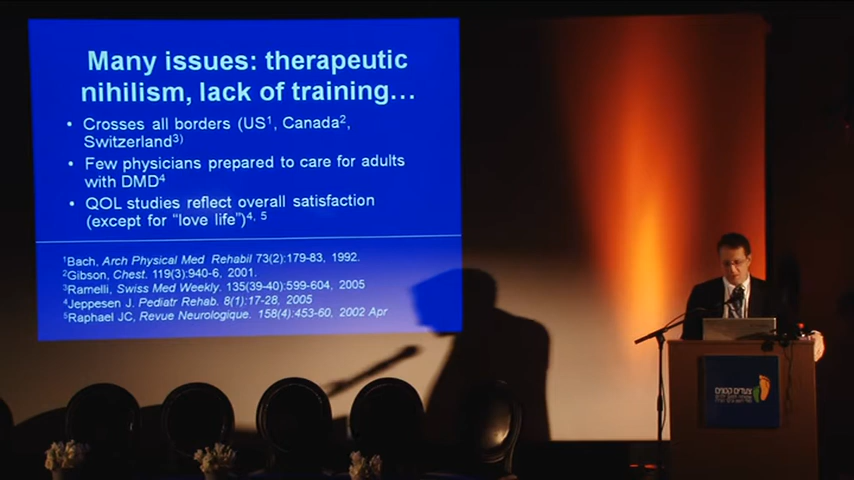 Many issues: therapeutic
nihilism, lack of training…
• Crosses all borders (US¹, Canada²,
Switzerland³)
• Few physicians prepared to care for adults
with DMD⁴
• QOL studies reflect overall satisfaction
(except for “love life”)⁴, ⁵
¹Bach, Arch Physical Med Rehabil 73(2):179-83, 1992.
²Gibson, Chest. 119(3):940-6, 2001.
³Ramelli, Swiss Med Weekly. 135(39-40):599-604, 2005
⁴Jeppesen J. Pediatr Rehab. 8(1):17-28, 2005
⁵Raphael JC, Revue Neurologique. 158(4):453-60, 2002 Apr
צעדים קטנים